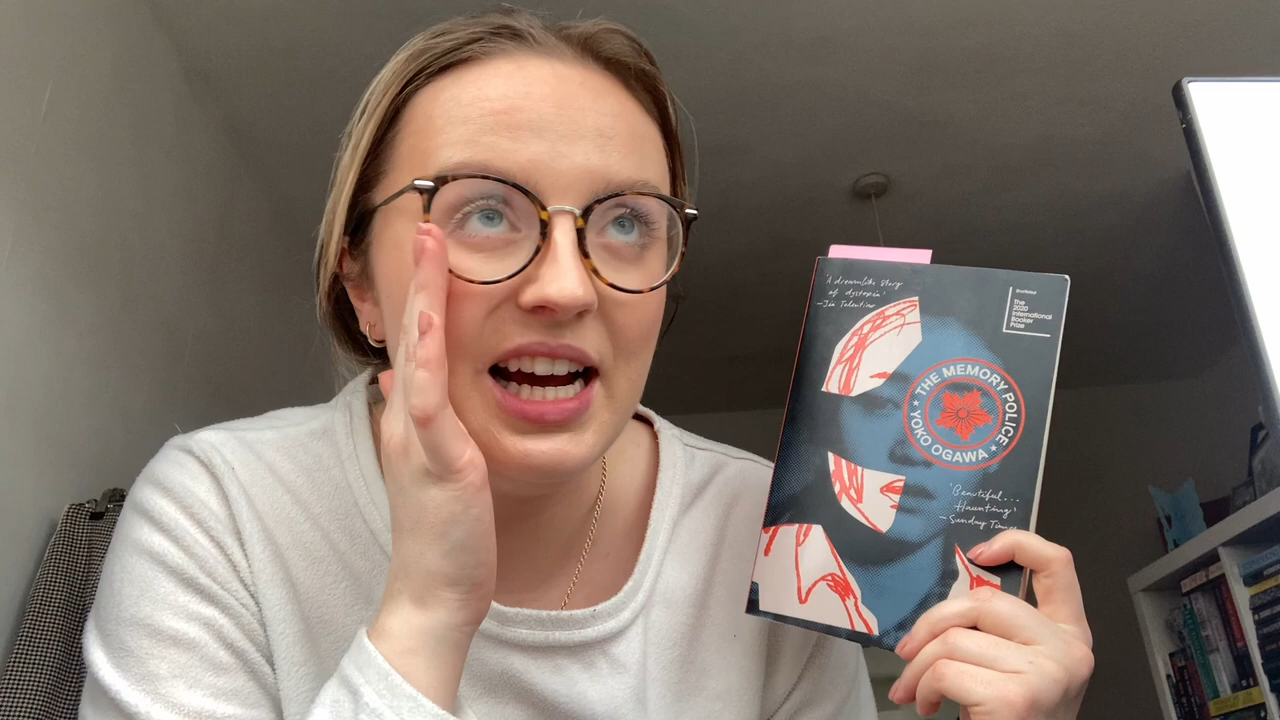 'A dreamlike story
of dystopia'
—Jia Tolentino
Shortlisted
The
2020
International
Booker
Prize
THE MEMORY POLICE
★ YOKO OGAWA ★
'Beautiful...
Haunting'
—Sunday Times